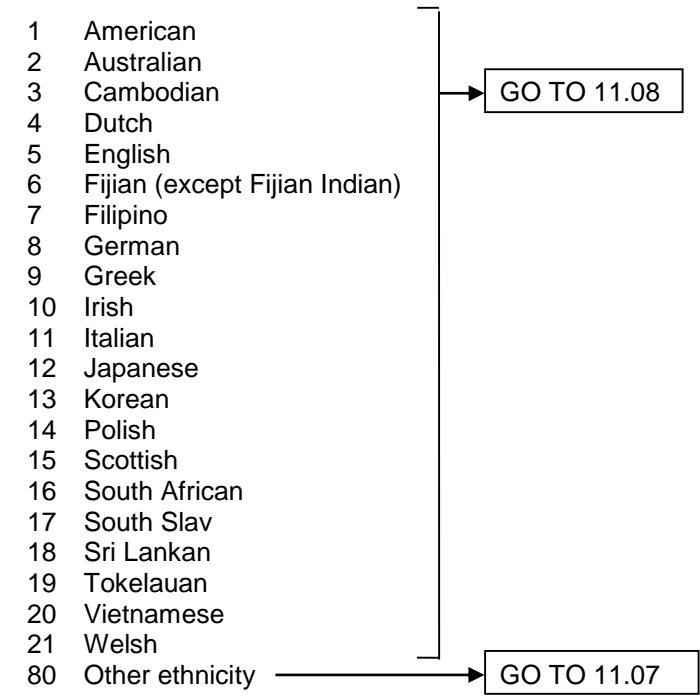 1 American
2 Australian
3 Cambodian GO TO 11.08
4 Dutch
5 English
6 Fijian (except Fijian Indian)
7 Filipino
8 German
9 Greek
10 Irish
11 Italian
12 Japanese
13 Korean
14 Polish
15 Scottish
16 South African
17 South Slav
18 Sri Lankan
19 Tokelauan
20 Vietnamese
21 Welsh
80 Other ethnicity GO TO 11.07